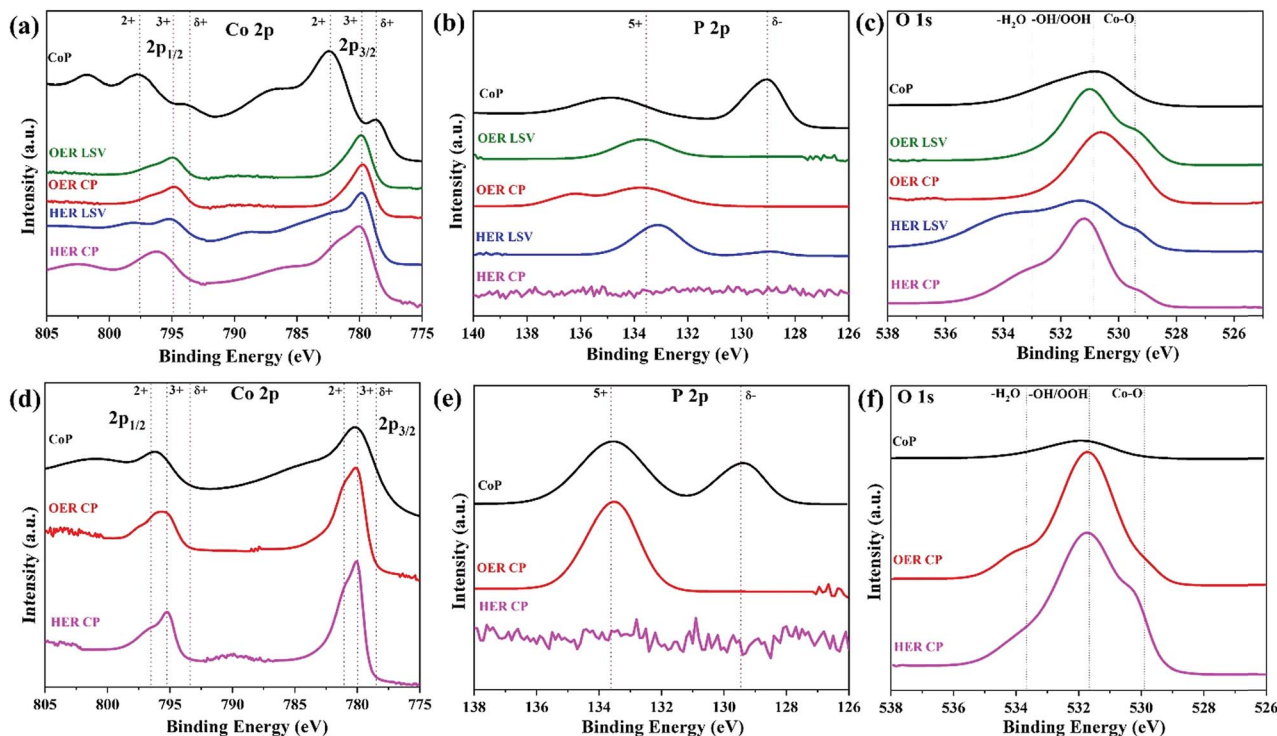 (a)
2+
3+
δ+
2+
3+
δ+
Co 2p
2p1/2
2p3/2
CoP
OER LSV
OER CP
HER LSV
HER CP
Intensity (a.u.)
805 800 795 790 785 780 775
Binding Energy (eV)
(b)
5+
P 2p
δ-
CoP
OER LSV
OER CP
HER LSV
HER CP
Intensity (a.u.)
140 138 136 134 132 130 128 126
Binding Energy (eV)
(c)
O 1s
-H2O
-OH/OOH
Co-O
CoP
OER LSV
OER CP
HER LSV
HER CP
Intensity (a.u.)
538 536 534 532 530 528 526
Binding Energy (eV)
(d)
2+
3+
δ+
Co 2p
2+
3+
δ+
2p1/2
2p3/2
CoP
OER CP
HER CP
Intensity (a.u.)
805 800 795 790 785 780 775
Binding Energy (eV)
(e)
5+
P 2p
δ-
CoP
OER CP
HER CP
Intensity (a.u.)
138 136 134 132 130 128 126
Binding Energy (eV)
(f)
O 1s
-H2O
-OH/OOH
Co-O
CoP
OER CP
HER CP
Intensity (a.u.)
538 536 534 532 530 528 526
Binding Energy (eV)